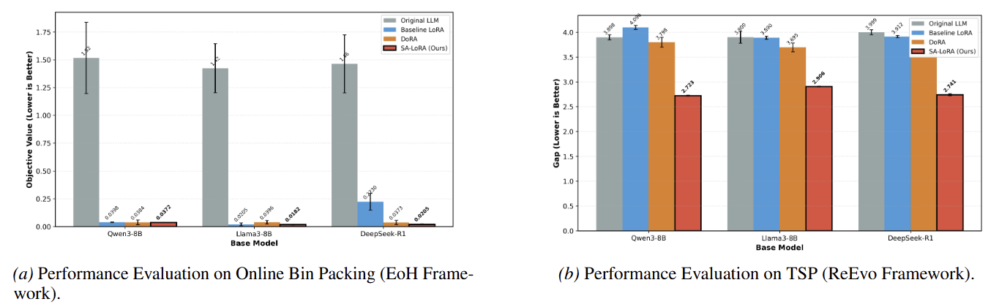 Original LLM
Baseline LoRA
DoRA
SA-LoRA (Ours)
Objective Value (Lower is Better)
1.75
1.50
1.25
1.00
0.75
0.50
0.25
0.00
1.52
0.0398
0.0384
0.0372
1.42
0.0205
0.0396
0.0182
1.46
0.2230
0.0373
0.0205
Qwen3-8B
Llama3-8B
DeepSeek-R1
Base Model
(a) Performance Evaluation on Online Bin Packing (EoH Frame-
work).
Original LLM
Baseline LoRA
DoRA
SA-LoRA (Ours)
Gap (Lower is Better)
4.0
3.5
3.0
2.5
2.0
1.5
1.0
0.5
0.0
3.898
4.096
3.798
2.723
3.900
3.890
3.695
2.906
3.999
3.912
2.741
Qwen3-8B
Llama3-8B
DeepSeek-R1
Base Model
(b) Performance Evaluation on TSP (ReEvo Framework).